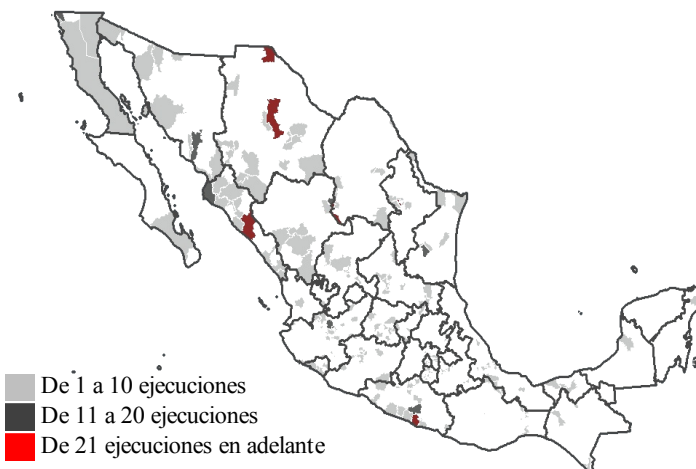 De 1 a 10 ejecuciones
De 11 a 20 ejecuciones
De 21 ejecuciones en adelante